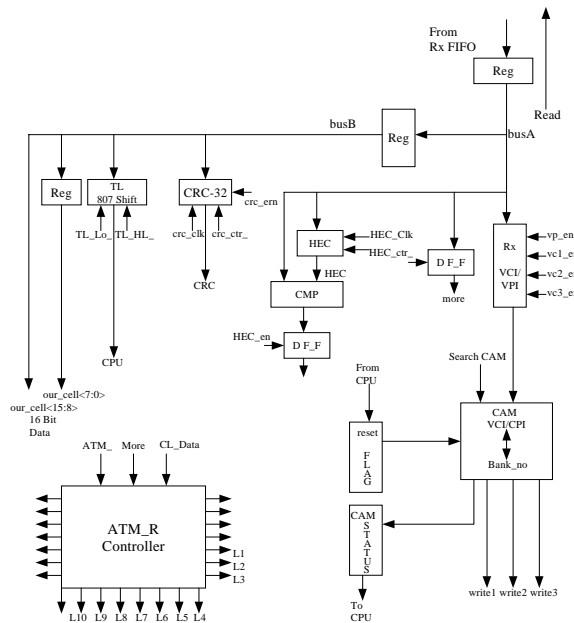 From
Rx FIFO
Reg
Read
busB
Reg
busA
Reg
TL
807 Shift
CRC-32
crc_ern
TL_Lo_
TL_HL_
crc_clk
crc_ctr_
HEC
HEC_Clk
HEC_ctr_
D F_F
Rx
VCI/
VPI
vp_en
vc1_e
vc2_e
vc3_e
CRC
HEC
CMP
more
HEC_en
D F_F
CPU
From
CPU
Search CAM
our_cell<7:0>
our_cell<15:8>
16 Bit
Data
reset
FLAG
CAM
VCI/CPI
Bank_no
ATM_
More
CL_Data
ATM_R
Controller
L1
L2
L3
CAM
STATUS
write1
write2
write3
L10
L9
L8
L7
L6
L5
L4
To
CPU